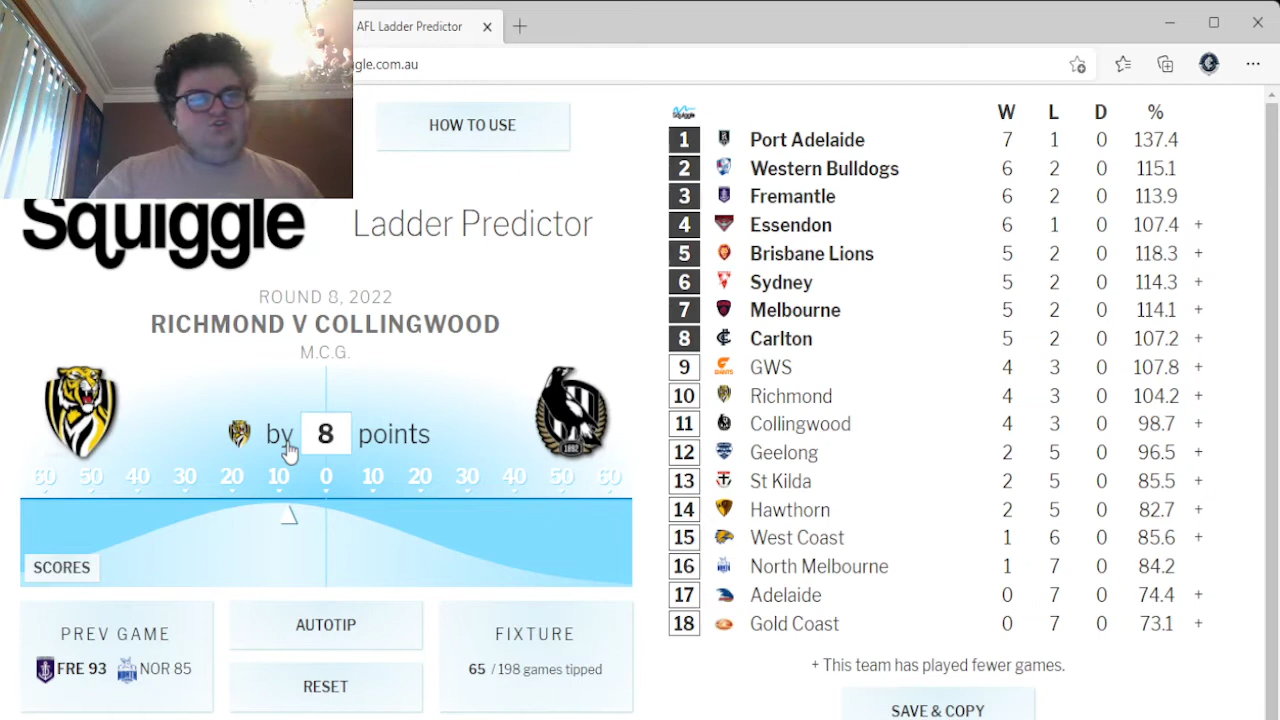 AFL Ladder Predictor
gle.com.au
HOW TO USE
Squiggle Ladder Predictor
ROUND 8, 2022
RICHMOND V COLLINGWOOD
M.C.G.
by 8 points
60 50 40 30 20 10 0 10 20 30 40 50 60
SCORES
PREV GAME
FRE 93 NOR 85
AUTOTIP
RESET
FIXTURE
65 / 198 games tipped
Squiggle W L D %
1 Port Adelaide 7 1 0 137.4
2 Western Bulldogs 6 2 0 115.1
3 Fremantle 6 2 0 113.9
4 Essendon 6 1 0 107.4 +
5 Brisbane Lions 5 2 0 118.3 +
6 Sydney 5 2 0 114.3 +
7 Melbourne 5 2 0 114.1 +
8 Carlton 5 2 0 107.2 +
9 GWS 4 3 0 107.8 +
10 Richmond 4 3 0 104.2 +
11 Collingwood 4 3 0 98.7 +
12 Geelong 2 5 0 96.5 +
13 St Kilda 2 5 0 85.5 +
14 Hawthorn 2 5 0 82.7 +
15 West Coast 1 6 0 85.6 +
16 North Melbourne 1 7 0 84.2
17 Adelaide 0 7 0 74.4 +
18 Gold Coast 0 7 0 73.1 +
+ This team has played fewer games.
SAVE & COPY